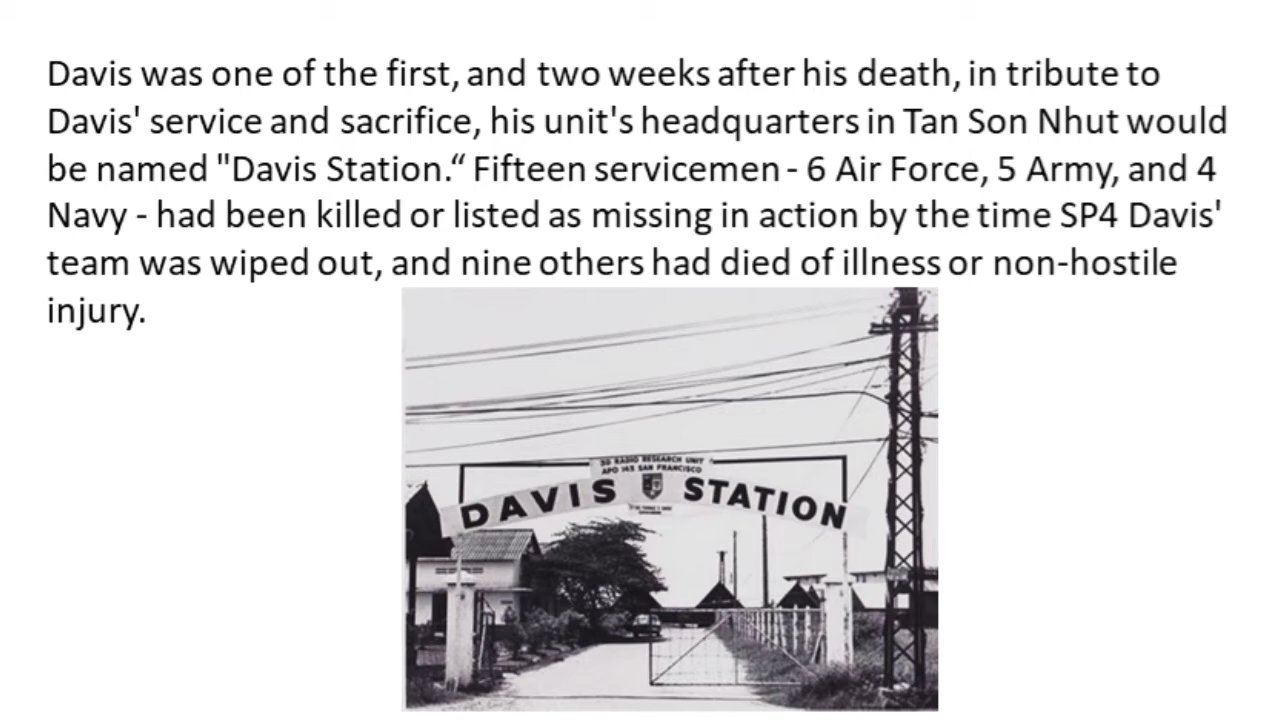 Davis was one of the first, and two weeks after his death, in tribute to
Davis' service and sacrifice, his unit's headquarters in Tan Son Nhut would
be named "Davis Station.“ Fifteen servicemen - 6 Air Force, 5 Army, and 4
Navy - had been killed or listed as missing in action by the time SP4 Davis'
team was wiped out, and nine others had died of illness or non-hostile
injury.
RADIO RESEARCH UNIT
APO 143 SAN FRANCISCO
DAVIS STATION